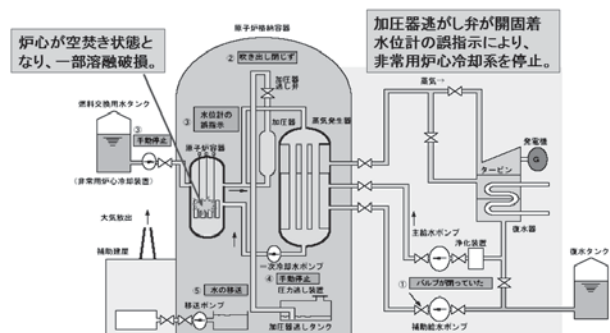 炉心が空焚き状態と
なり、一部溶融破損。
原子炉格納容器
加圧器逃がし弁が開固着
水位計の誤指示により、
非常用炉心冷却系を停止。
② 吹き出し閉じず
加圧器
逃し弁
蒸気→
燃料交換用水タンク
③ 水位計の
誤指示
加圧器
蒸気発生器
発電機
G
③
手動停止
原子炉容器
タービン
(非常用炉心冷却装置)
復水器
大気放出
主給水ポンプ
浄化装置
復水タンク
補助建屋
一次冷却水ポンプ
④ 手動停止
① バルブが閉っていた
⑤ 水の移送
圧力逃し装置
移送ポンプ
加圧器逃しタンク
補助給水ポンプ